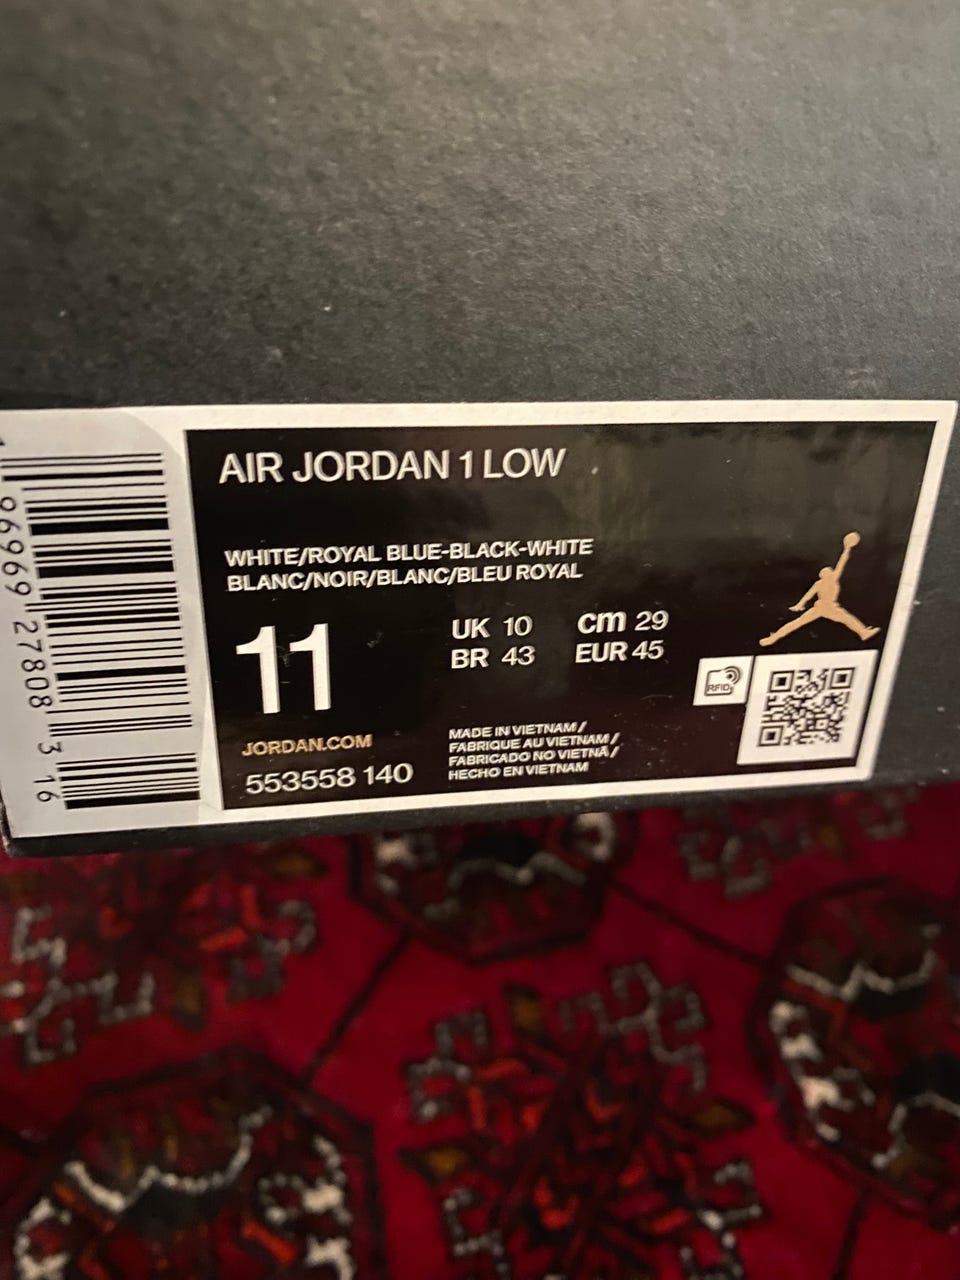 AIR JORDAN 1 LOW
WHITE/ROYAL BLUE-BLACK-WHITE
BLANC/NOIR/BLANC/BLEU ROYAL
11
UK 10 cm 29
BR 43 EUR 45
RFID
JORDAN.COM
553558 140
MADE IN VIETNAM /
FABRIQUE AU VIETNAM /
FABRICADO NO VIETNÃ /
HECHO EN VIETNAM
1 96969 27808 3 16